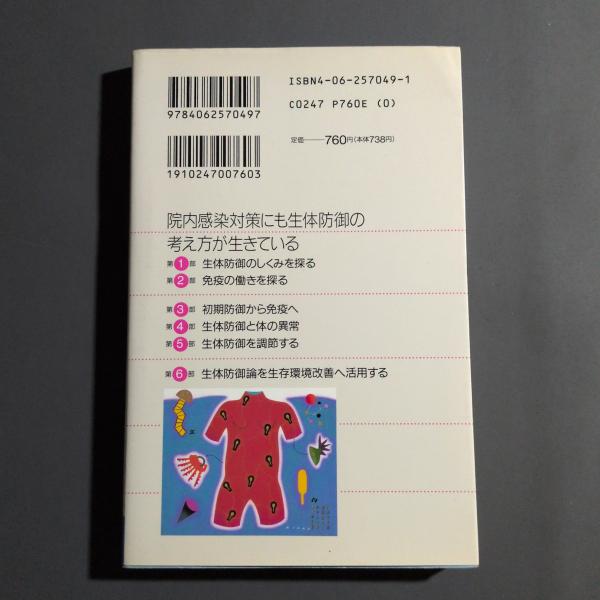 ISBN4-06-257049-1
C0247 P760E (0)
9784062570497
定価──760円(本体738円)
1910247007603
院内感染対策にも生体防御の
考え方が生きている
第1部 生体防御のしくみを探る
第2部 免疫の働きを探る
第3部 初期防御から免疫へ
第4部 生体防御と体の異常
第5部 生体防御を調節する
第6部 生体防御論を生存環境改善へ活用する